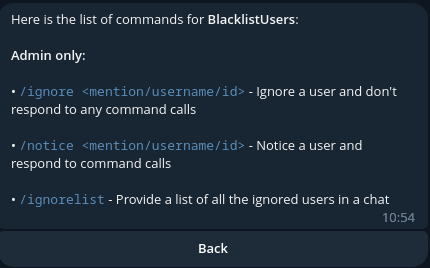 Here is the list of commands for BlacklistUsers:
Admin only:
• /ignore <mention/username/id> - Ignore a user and don't
respond to any command calls
• /notice <mention/username/id> - Notice a user and
respond to command calls
• /ignorelist - Provide a list of all the ignored users in a chat
10:54
Back